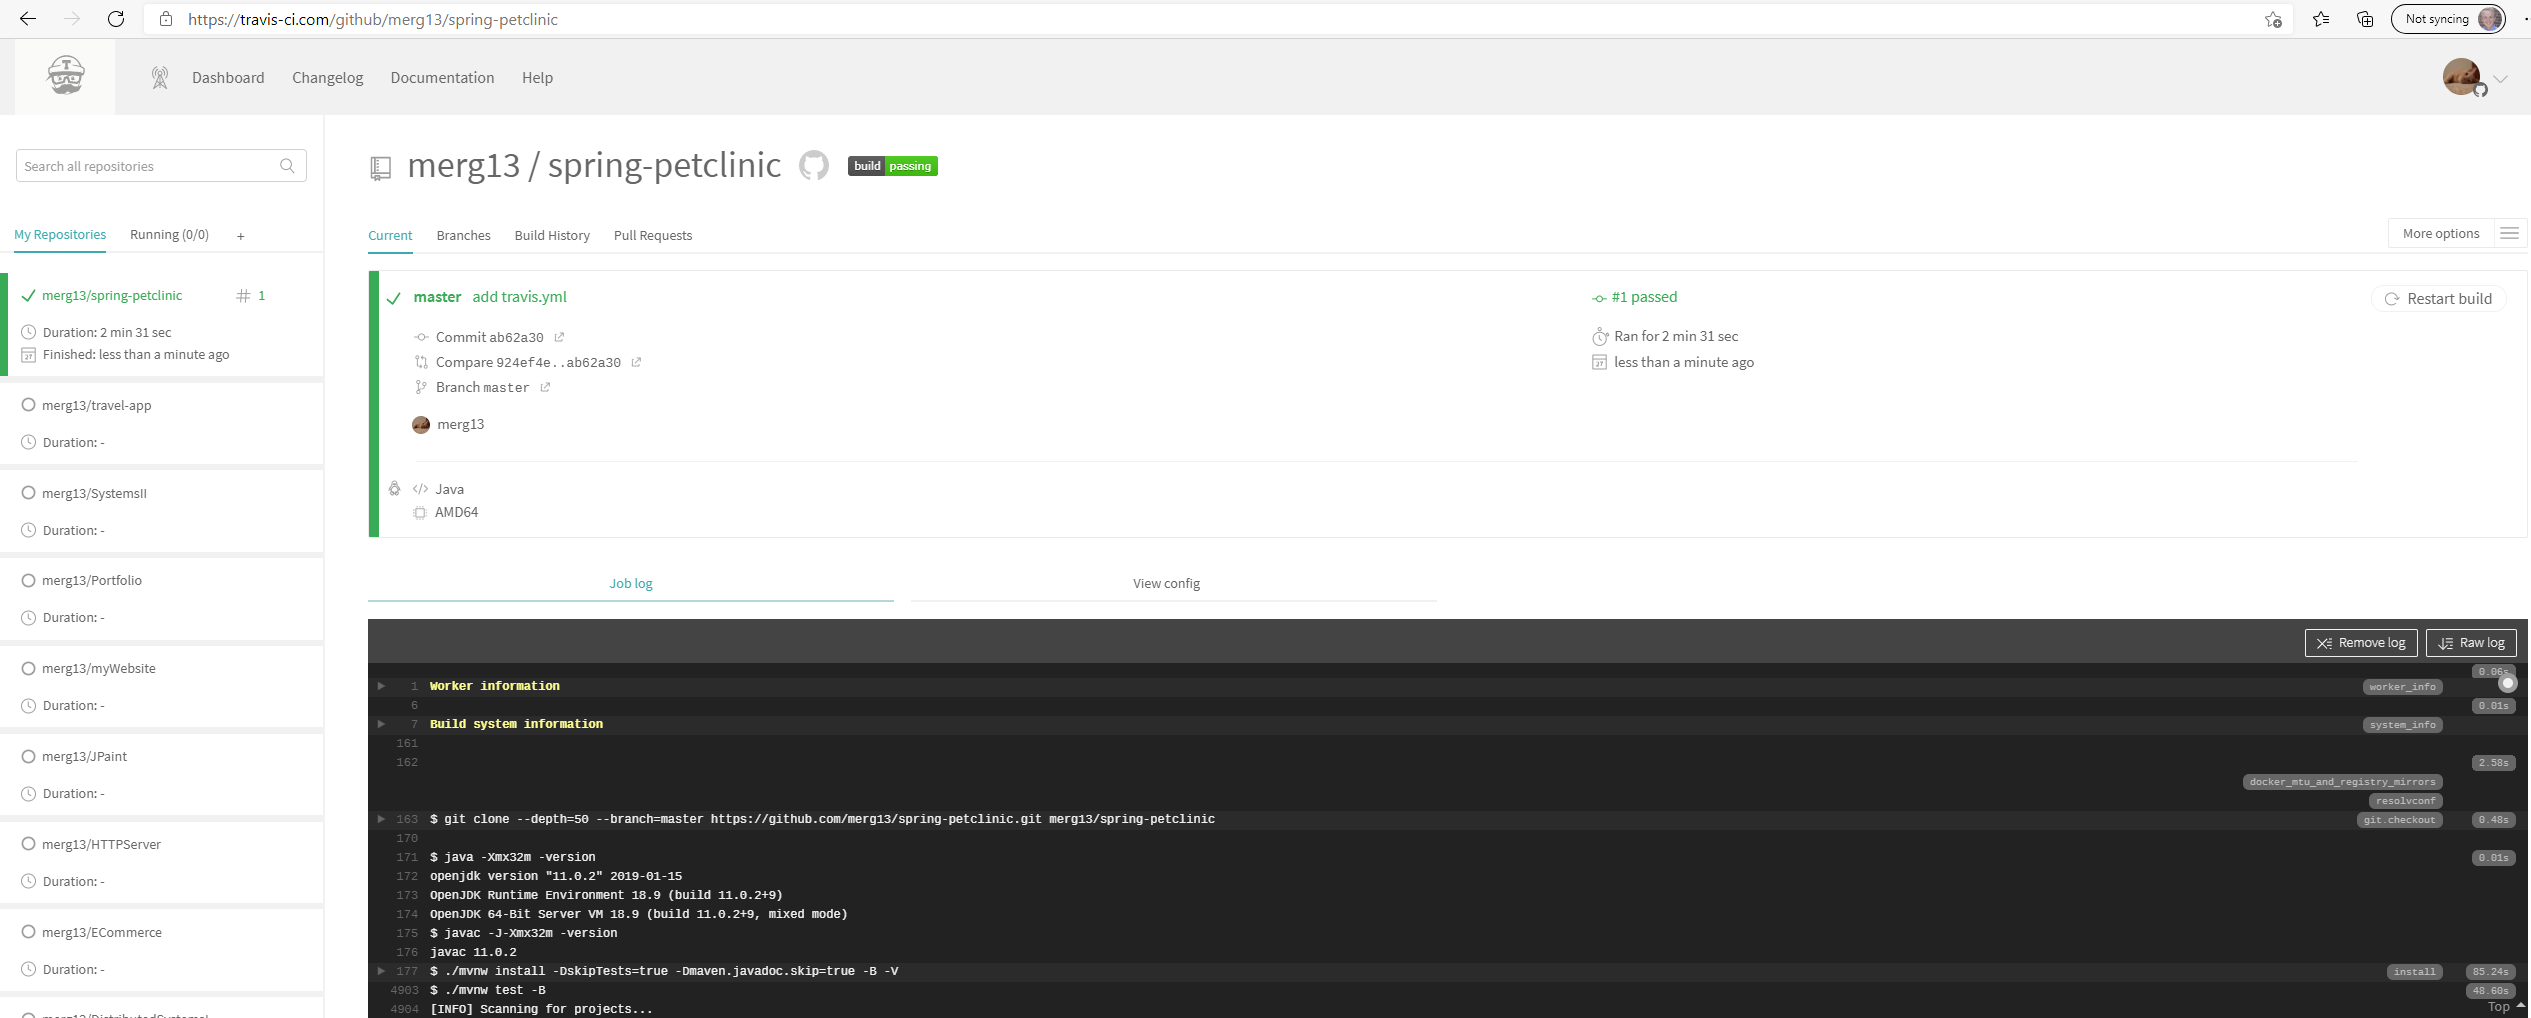 https://travis-ci.com/github/merg13/spring-petclinic
Not syncing
Dashboard Changelog Documentation Help
Search all repositories
My Repositories Running (0/0) +
merg13/spring-petclinic # 1
Duration: 2 min 31 sec
Finished: less than a minute ago
merg13/travel-app
Duration: -
merg13/SystemsII
Duration: -
merg13/Portfolio
Duration: -
merg13/myWebsite
Duration: -
merg13/JPaint
Duration: -
merg13/HTTPServer
Duration: -
merg13/ECommerce
Duration: -
merg13 / spring-petclinic build passing
Current Branches Build History Pull Requests
More options
master add travis.yml
Commit ab62a30
Compare 924ef4e..ab62a30
Branch master
merg13
Java
AMD64
#1 passed
Ran for 2 min 31 sec
less than a minute ago
Restart build
Job log View config
Remove log Raw log
0.06s
1 Worker information worker_info
6 0.01s
7 Build system information system_info
161
162 2.58s
docker_mtu_and_registry_mirrors
resolvconf
163 $ git clone --depth=50 --branch=master https://github.com/merg13/spring-petclinic.git merg13/spring-petclinic git.checkout 0.48s
170
171 $ java -Xmx32m -version 0.01s
172 openjdk version "11.0.2" 2019-01-15
173 OpenJDK Runtime Environment 18.9 (build 11.0.2+9)
174 OpenJDK 64-Bit Server VM 18.9 (build 11.0.2+9, mixed mode)
175 $ javac -J-Xmx32m -version
176 javac 11.0.2
177 $ ./mvnw install -DskipTests=true -Dmaven.javadoc.skip=true -B -V install 85.24s
4903 $ ./mvnw test -B 48.60s
4904 [INFO] Scanning for projects...
Top